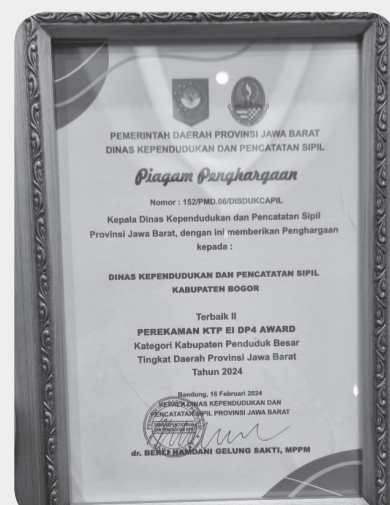 PEMERINTAH DAERAH PROVINSI JAWA BARAT
DINAS KEPENDUDUKAN DAN PENCATATAN SIPIL
Piagam Penghargaan
Nomor : 152/PMD.06/DISDUKCAPIL
Kepala Dinas Kependudukan dan Pencatatan Sipil
Provinsi Jawa Barat, dengan ini memberikan Penghargaan
kepada :
DINAS KEPENDUDUKAN DAN PENCATATAN SIPIL
KABUPATEN BOGOR
Terbaik II
PEREKAMAN KTP El DP4 AWARD
Kategori Kabupaten Penduduk Besar
Tingkat Daerah Provinsi Jawa Barat
Tahun 2024
Bandung, 16 Februari 2024
KEPALA DINAS KEPENDUDUKAN DAN
PENCATATAN SIPIL PROVINSI JAWA BARAT
dr. BERLI HAMDANI GELUNG SAKTI, MPPM